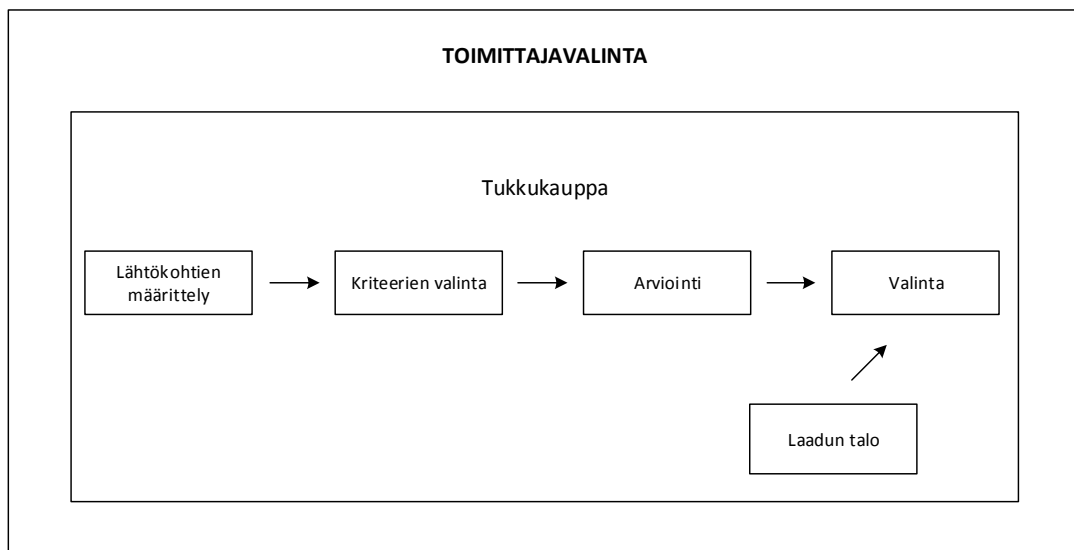 TOIMITTAJAVALINTA
Tukkukauppa
Lähtökohtien
määrittely
Kriteerien valinta
Arviointi
Valinta
Laadun talo